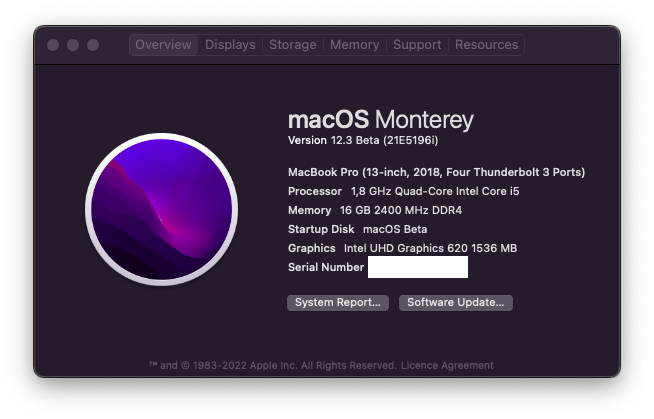 Overview Displays Storage Memory Support Resources
macOS Monterey
Version 12.3 Beta (21E5196i)
MacBook Pro (13-inch, 2018, Four Thunderbolt 3 Ports)
Processor 1,8 GHz Quad-Core Intel Core i5
Memory 16 GB 2400 MHz DDR4
Startup Disk macOS Beta
Graphics Intel UHD Graphics 620 1536 MB
Serial Number
System Report...
Software Update...
™ and © 1983-2022 Apple Inc. All Rights Reserved. Licence Agreement